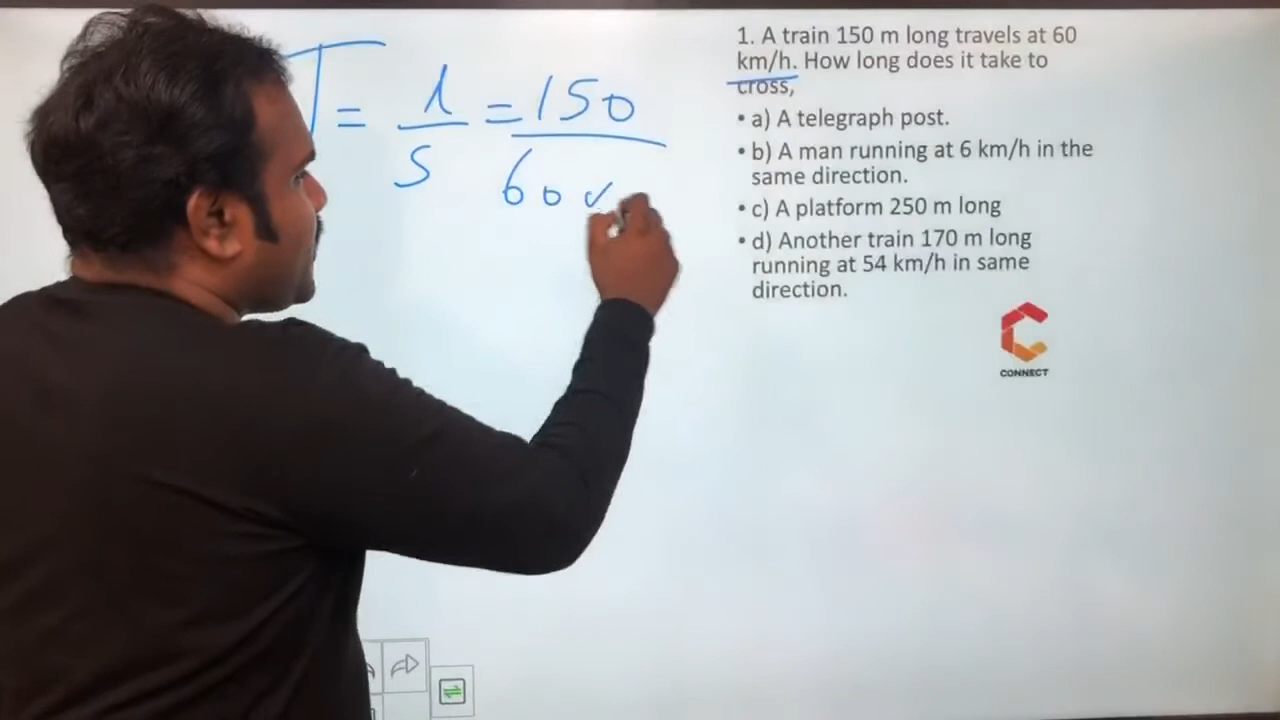 T = l/s = 150/60
1. A train 150 m long travels at 60
km/h. How long does it take to
cross,
• a) A telegraph post.
• b) A man running at 6 km/h in the
same direction.
• c) A platform 250 m long
• d) Another train 170 m long
running at 54 km/h in same
direction.
CONNECT